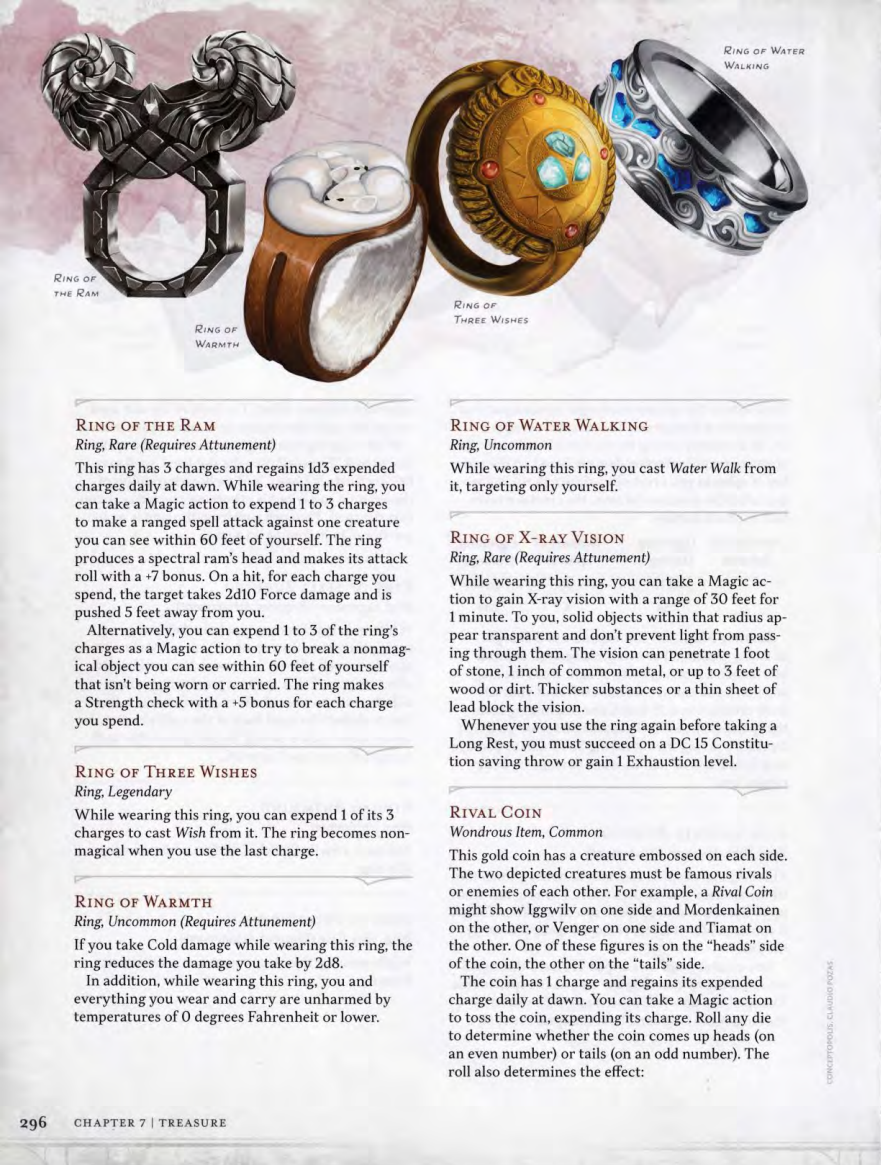 RING OF WATER
WALKING
RING OF
THE RAM
RING OF
WARMTH
RING OF
THREE WISHES
RING OF THE RAM
Ring, Rare (Requires Attunement)
This ring has 3 charges and regains 1d3 expended
charges daily at dawn. While wearing the ring, you
can take a Magic action to expend 1 to 3 charges
to make a ranged spell attack against one creature
you can see within 60 feet of yourself. The ring
produces a spectral ram's head and makes its attack
roll with a +7 bonus. On a hit, for each charge you
spend, the target takes 2d10 Force damage and is
pushed 5 feet away from you.
Alternatively, you can expend 1 to 3 of the ring's
charges as a Magic action to try to break a nonmag-
ical object you can see within 60 feet of yourself
that isn't being worn or carried. The ring makes
a Strength check with a +5 bonus for each charge
you spend.
RING OF THREE WISHES
Ring, Legendary
While wearing this ring, you can expend 1 of its 3
charges to cast Wish from it. The ring becomes non-
magical when you use the last charge.
RING OF WARMTH
Ring, Uncommon (Requires Attunement)
If you take Cold damage while wearing this ring, the
ring reduces the damage you take by 2d8.
In addition, while wearing this ring, you and
everything you wear and carry are unharmed by
temperatures of 0 degrees Fahrenheit or lower.
RING OF WATER WALKING
Ring, Uncommon
While wearing this ring, you cast Water Walk from
it, targeting only yourself.
RING OF X-RAY VISION
Ring, Rare (Requires Attunement)
While wearing this ring, you can take a Magic ac-
tion to gain X-ray vision with a range of 30 feet for
1 minute. To you, solid objects within that radius ap-
pear transparent and don't prevent light from pass-
ing through them. The vision can penetrate 1 foot
of stone, 1 inch of common metal, or up to 3 feet of
wood or dirt. Thicker substances or a thin sheet of
lead block the vision.
Whenever you use the ring again before taking a
Long Rest, you must succeed on a DC 15 Constitu-
tion saving throw or gain 1 Exhaustion level.
RIVAL COIN
Wondrous Item, Common
This gold coin has a creature embossed on each side.
The two depicted creatures must be famous rivals
or enemies of each other. For example, a Rival Coin
might show Iggwilv on one side and Mordenkainen
on the other, or Venger on one side and Tiamat on
the other. One of these figures is on the "heads" side
of the coin, the other on the "tails" side.
The coin has 1 charge and regains its expended
charge daily at dawn. You can take a Magic action
to toss the coin, expending its charge. Roll any die
to determine whether the coin comes up heads (on
an even number) or tails (on an odd number). The
roll also determines the effect:
CONCEPTOPOLIS, CLAUDIO POZAS
296 CHAPTER 7 | TREASURE